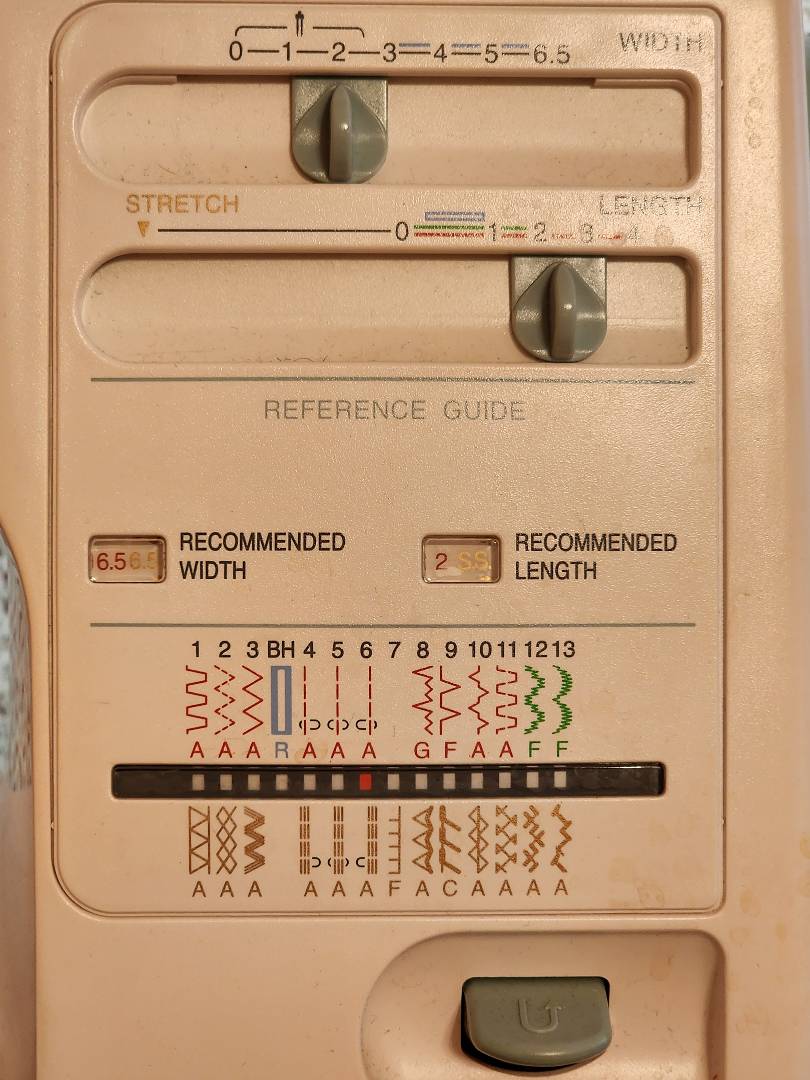 0 1 2 3 4 5 6.5 WIDTH
STRETCH LENGTH
0 1 2 3 4
REFERENCE GUIDE
6.5 6.5 RECOMMENDED WIDTH
2 S.S. RECOMMENDED LENGTH
1 2 3 BH 4 5 6 7 8 9 10 11 12 13
A A A R A A A G F A A F F
A A A A A A F A C A A A A